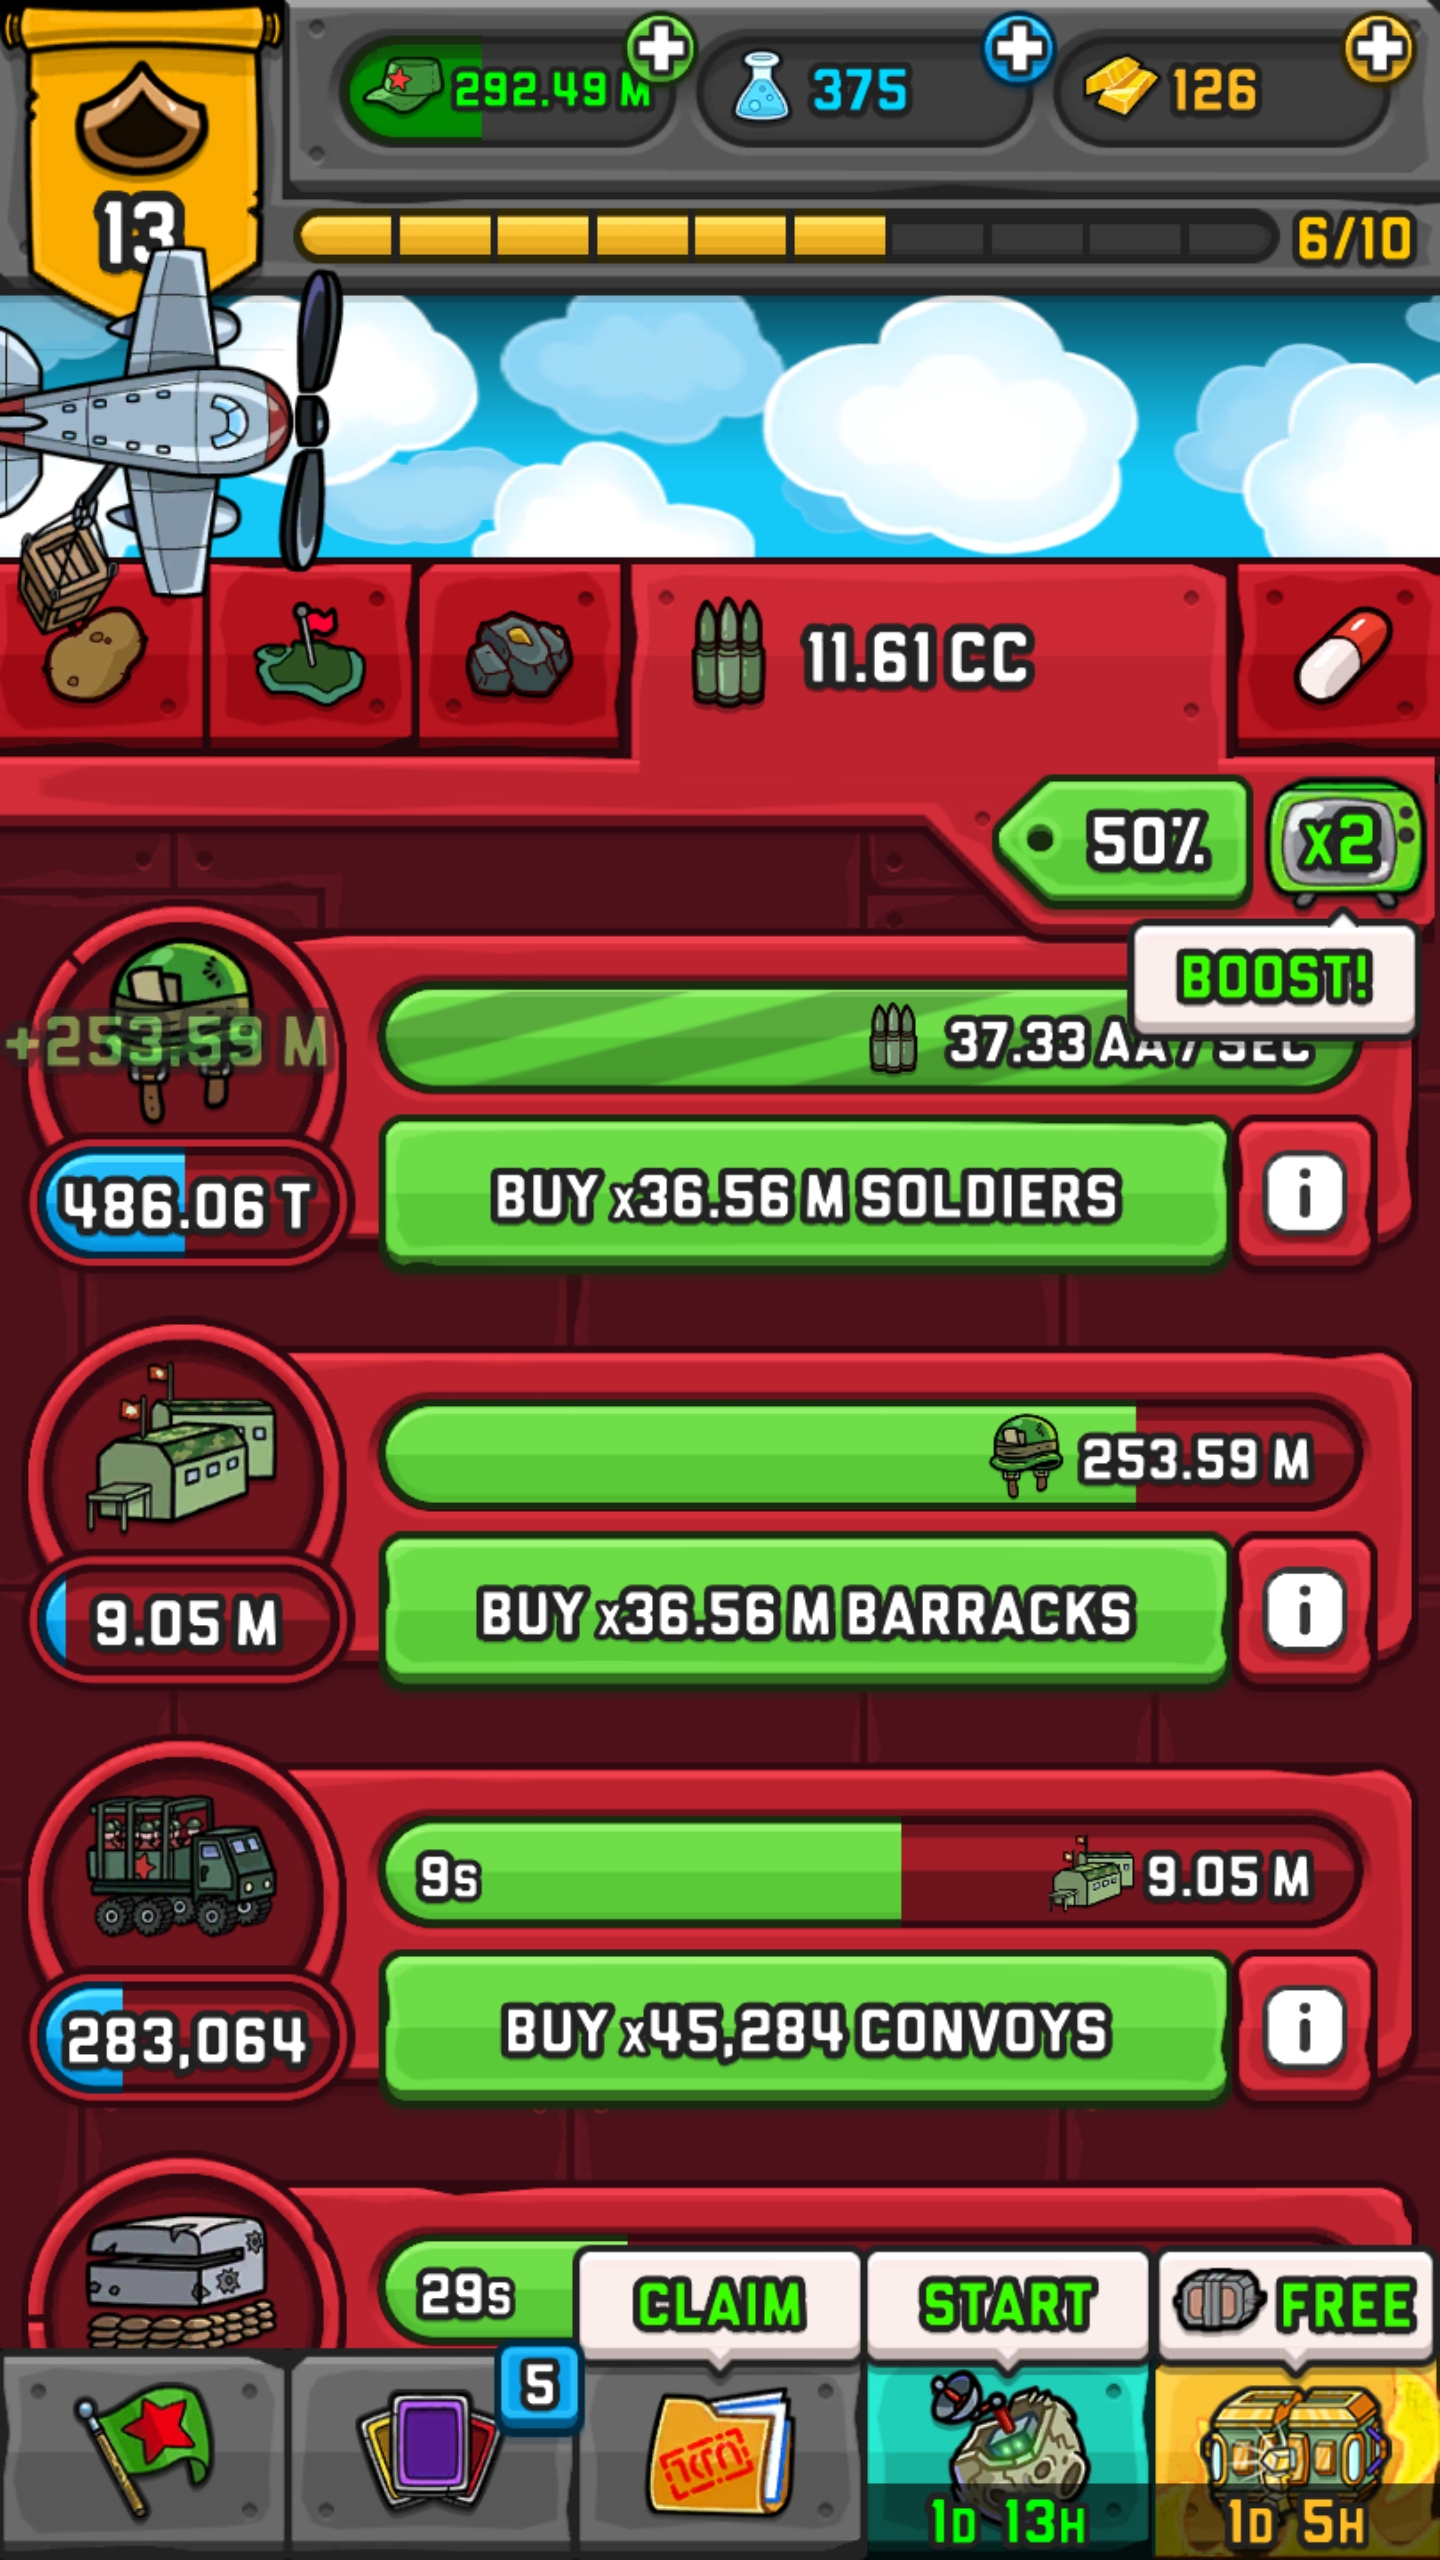 292.49 M
375
126
13
6/10
11.61 CC
50%
x2
BOOST!
+253.59 M
37.33 AA / SEC
486.06 T
BUY x36.56 M SOLDIERS
i
253.59 M
9.05 M
BUY x36.56 M BARRACKS
i
9s
9.05 M
283,064
BUY x45,284 CONVOYS
i
29s
CLAIM
START
FREE
5
1D 13H
1D 5H